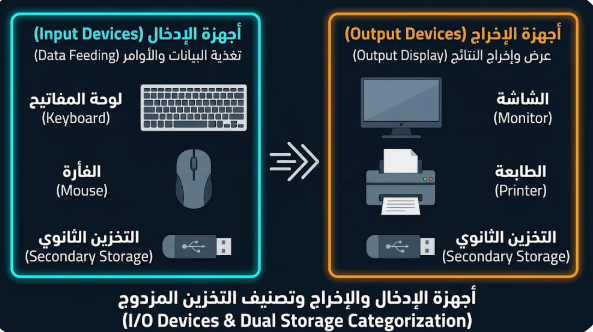 أجهزة الإدخال (Input Devices)
تغذية البيانات والأوامر (Data Feeding)
لوحة المفاتيح
(Keyboard)
الفأرة
(Mouse)
التخزين الثانوي
(Secondary Storage)
أجهزة الإخراج (Output Devices)
عرض وإخراج النتائج (Output Display)
الشاشة
(Monitor)
الطابعة
(Printer)
التخزين الثانوي
(Secondary Storage)
أجهزة الإدخال والإخراج وتصنيف التخزين المزدوج
(I/O Devices & Dual Storage Categorization)